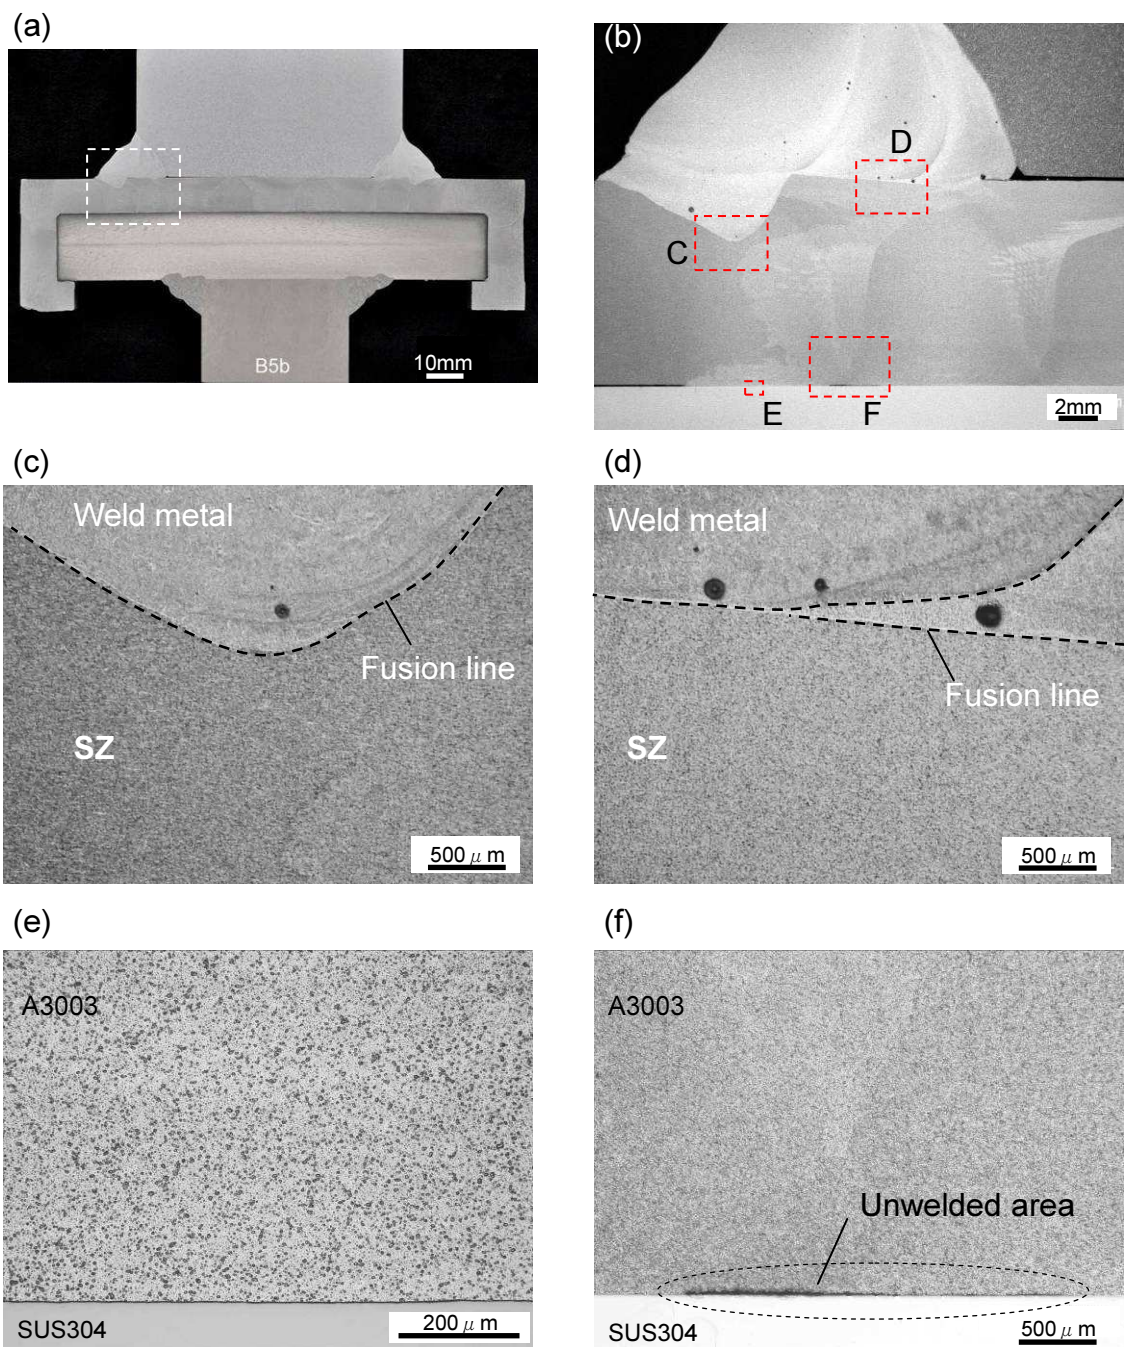 (a)
B5b
10mm
(b)
D
C
E
F
2mm
(c)
Weld metal
Fusion line
SZ
500 μ m
(d)
Weld metal
Fusion line
SZ
500 μ m
(e)
A3003
SUS304
200 μ m
(f)
A3003
Unwelded area
SUS304
500 μ m